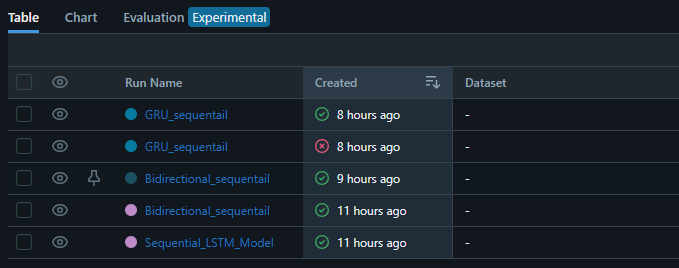 Table Chart Evaluation Experimental
Run Name Created Dataset
GRU_sequentail 8 hours ago -
GRU_sequentail 8 hours ago -
Bidirectional_sequentail 9 hours ago -
Bidirectional_sequentail 11 hours ago -
Sequential_LSTM_Model 11 hours ago -